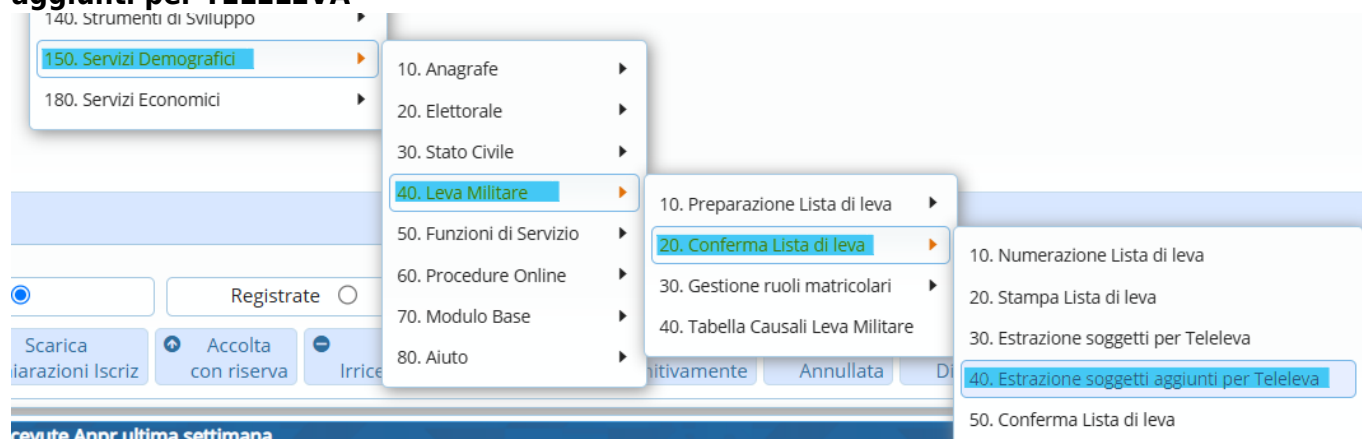 aggiunti per TELELEVA
140. Strumenti di Sviluppo
150. Servizi Demografici
180. Servizi Economici
10. Anagrafe
20. Elettorale
30. Stato Civile
40. Leva Militare
50. Funzioni di Servizio
60. Procedure Online
70. Modulo Base
80. Aiuto
10. Preparazione Lista di leva
20. Conferma Lista di leva
30. Gestione ruoli matricolari
40. Tabella Causali Leva Militare
10. Numerazione Lista di leva
20. Stampa Lista di leva
30. Estrazione soggetti per Teleleva
40. Estrazione soggetti aggiunti per Teleleva
50. Conferma Lista di leva
Registrate
Scarica
iarazioni Iscriz
Accolta
con riserva
Irrice
nitivamente
Annullata
Di
cevute Appr ultima settimana